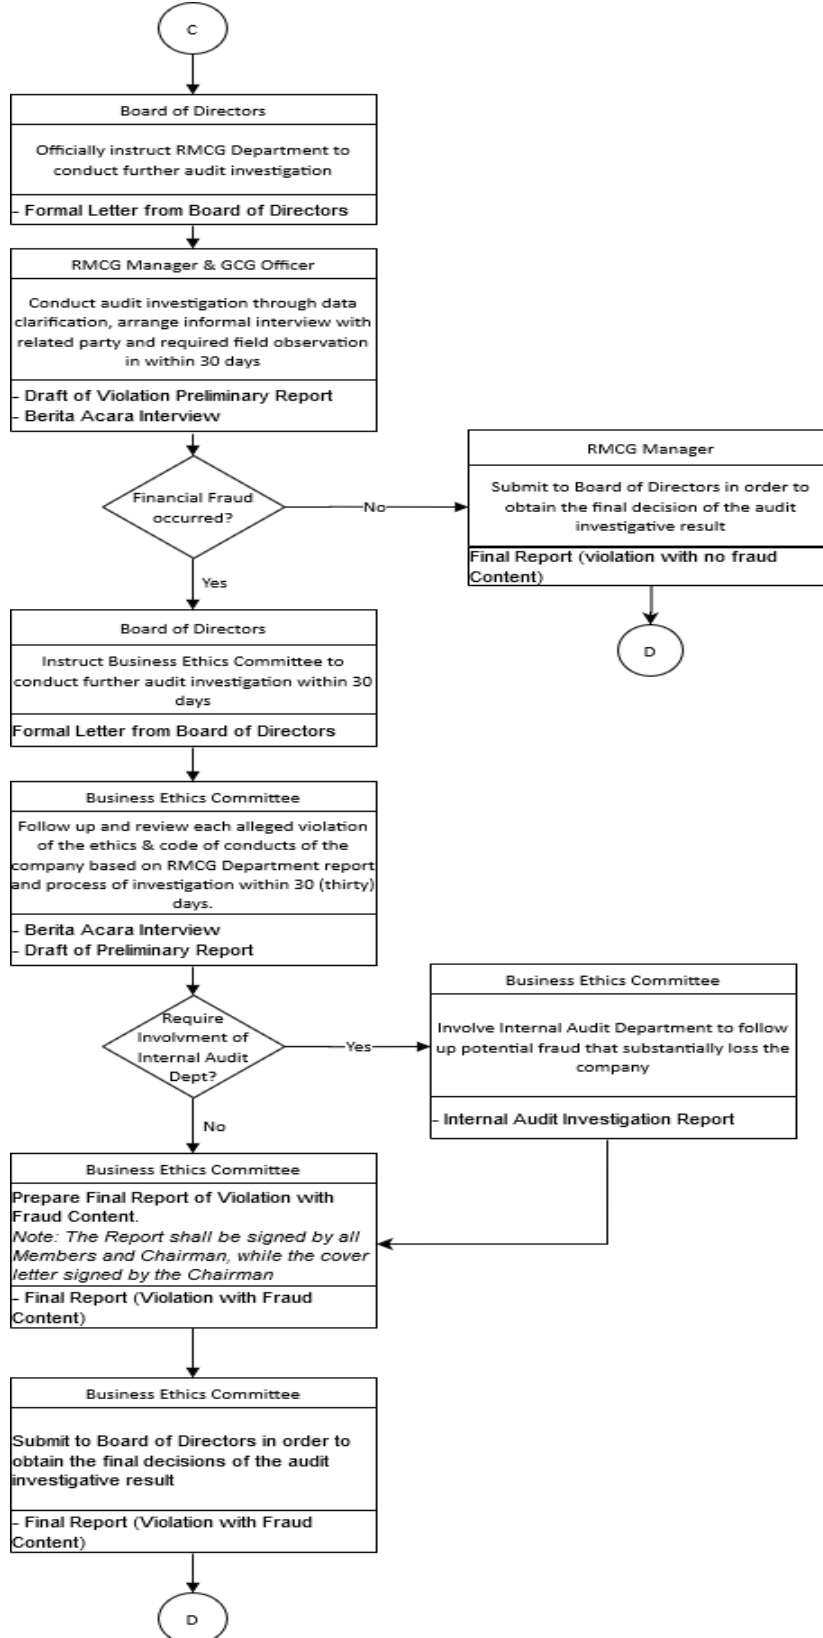 C
Board of Directors
Officially instruct RMCG Department to
conduct further audit investigation
- Formal Letter from Board of Directors
RMCG Manager & GCG Officer
Conduct audit investigation through data
clarification, arrange informal interview with
related party and required field observation
in within 30 days
- Draft of Violation Preliminary Report
- Berita Acara Interview
Financial Fraud
occurred?
No
RMCG Manager
Submit to Board of Directors in order to
obtain the final decision of the audit
investigative result
Final Report (violation with no fraud
Content)
D
Yes
Board of Directors
Instruct Business Ethics Committee to
conduct further audit investigation within 30
days
Formal Letter from Board of Directors
Business Ethics Committee
Follow up and review each alleged violation
of the ethics & code of conducts of the
company based on RMCG Department report
and process of investigation within 30 (thirty)
days.
- Berita Acara Interview
- Draft of Preliminary Report
Require
Involvment of
Internal Audit
Dept?
Yes
Business Ethics Committee
Involve Internal Audit Department to follow
up potential fraud that substantially loss the
company
- Internal Audit Investigation Report
No
Business Ethics Committee
Prepare Final Report of Violation with
Fraud Content.
Note: The Report shall be signed by all
Members and Chairman, while the cover
letter signed by the Chairman
- Final Report (Violation with Fraud
Content)
Business Ethics Committee
Submit to Board of Directors in order to
obtain the final decisions of the audit
investigative result
- Final Report (Violation with Fraud
Content)
D